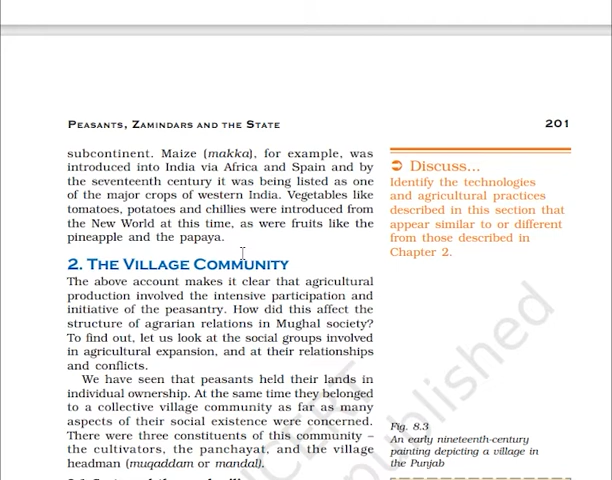 PEASANTS, ZAMINDARS AND THE STATE
201
subcontinent. Maize (makka), for example, was
introduced into India via Africa and Spain and by
the seventeenth century it was being listed as one
of the major crops of western India. Vegetables like
tomatoes, potatoes and chillies were introduced from
the New World at this time, as were fruits like the
pineapple and the papaya.
2. THE VILLAGE COMMUNITY
The above account makes it clear that agricultural
production involved the intensive participation and
initiative of the peasantry. How did this affect the
structure of agrarian relations in Mughal society?
To find out, let us look at the social groups involved
in agricultural expansion, and at their relationships
and conflicts.
We have seen that peasants held their lands in
individual ownership. At the same time they belonged
to a collective village community as far as many
aspects of their social existence were concerned.
There were three constituents of this community –
the cultivators, the panchayat, and the village
headman (muqaddam or mandal).
Discuss...
Identify the technologies
and agricultural practices
described in this section that
appear similar to or different
from those described in
Chapter 2.
Fig. 8.3
An early nineteenth-century
painting depicting a village in
the Punjab